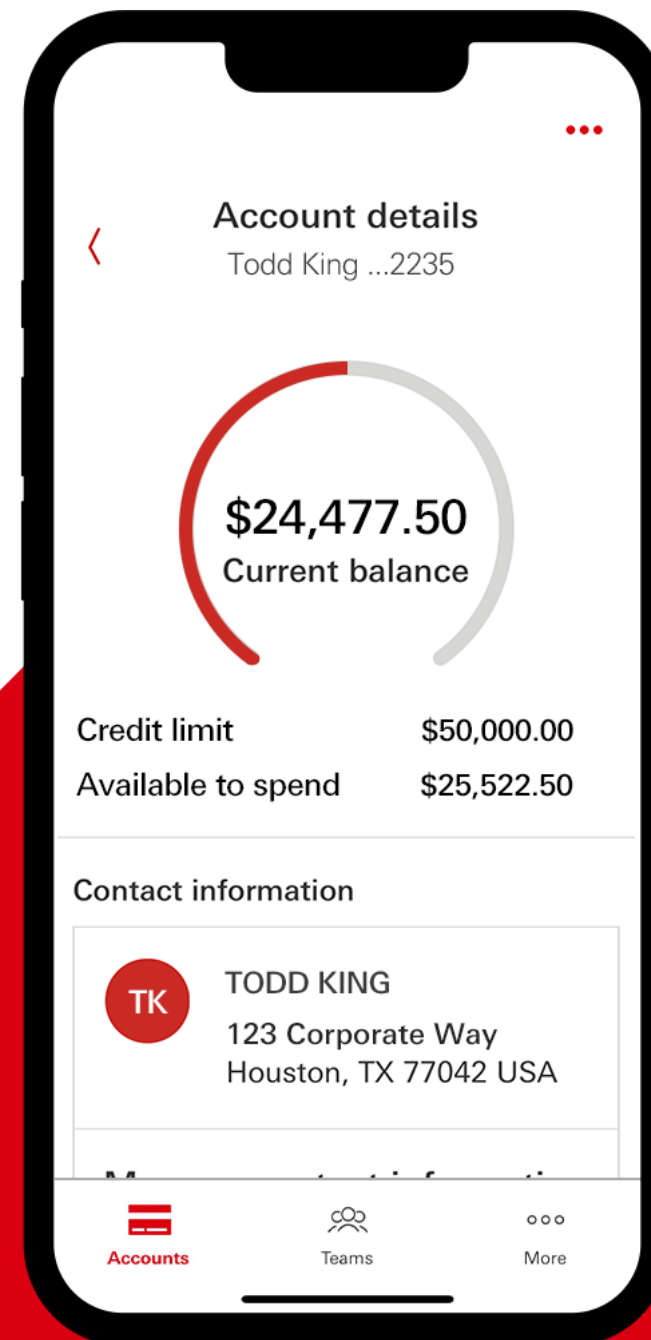 Account details
Todd King ...2235
$24,477.50
Current balance
Credit limit $50,000.00
Available to spend $25,522.50
Contact information
TK
TODD KING
123 Corporate Way
Houston, TX 77042 USA
Accounts Teams More